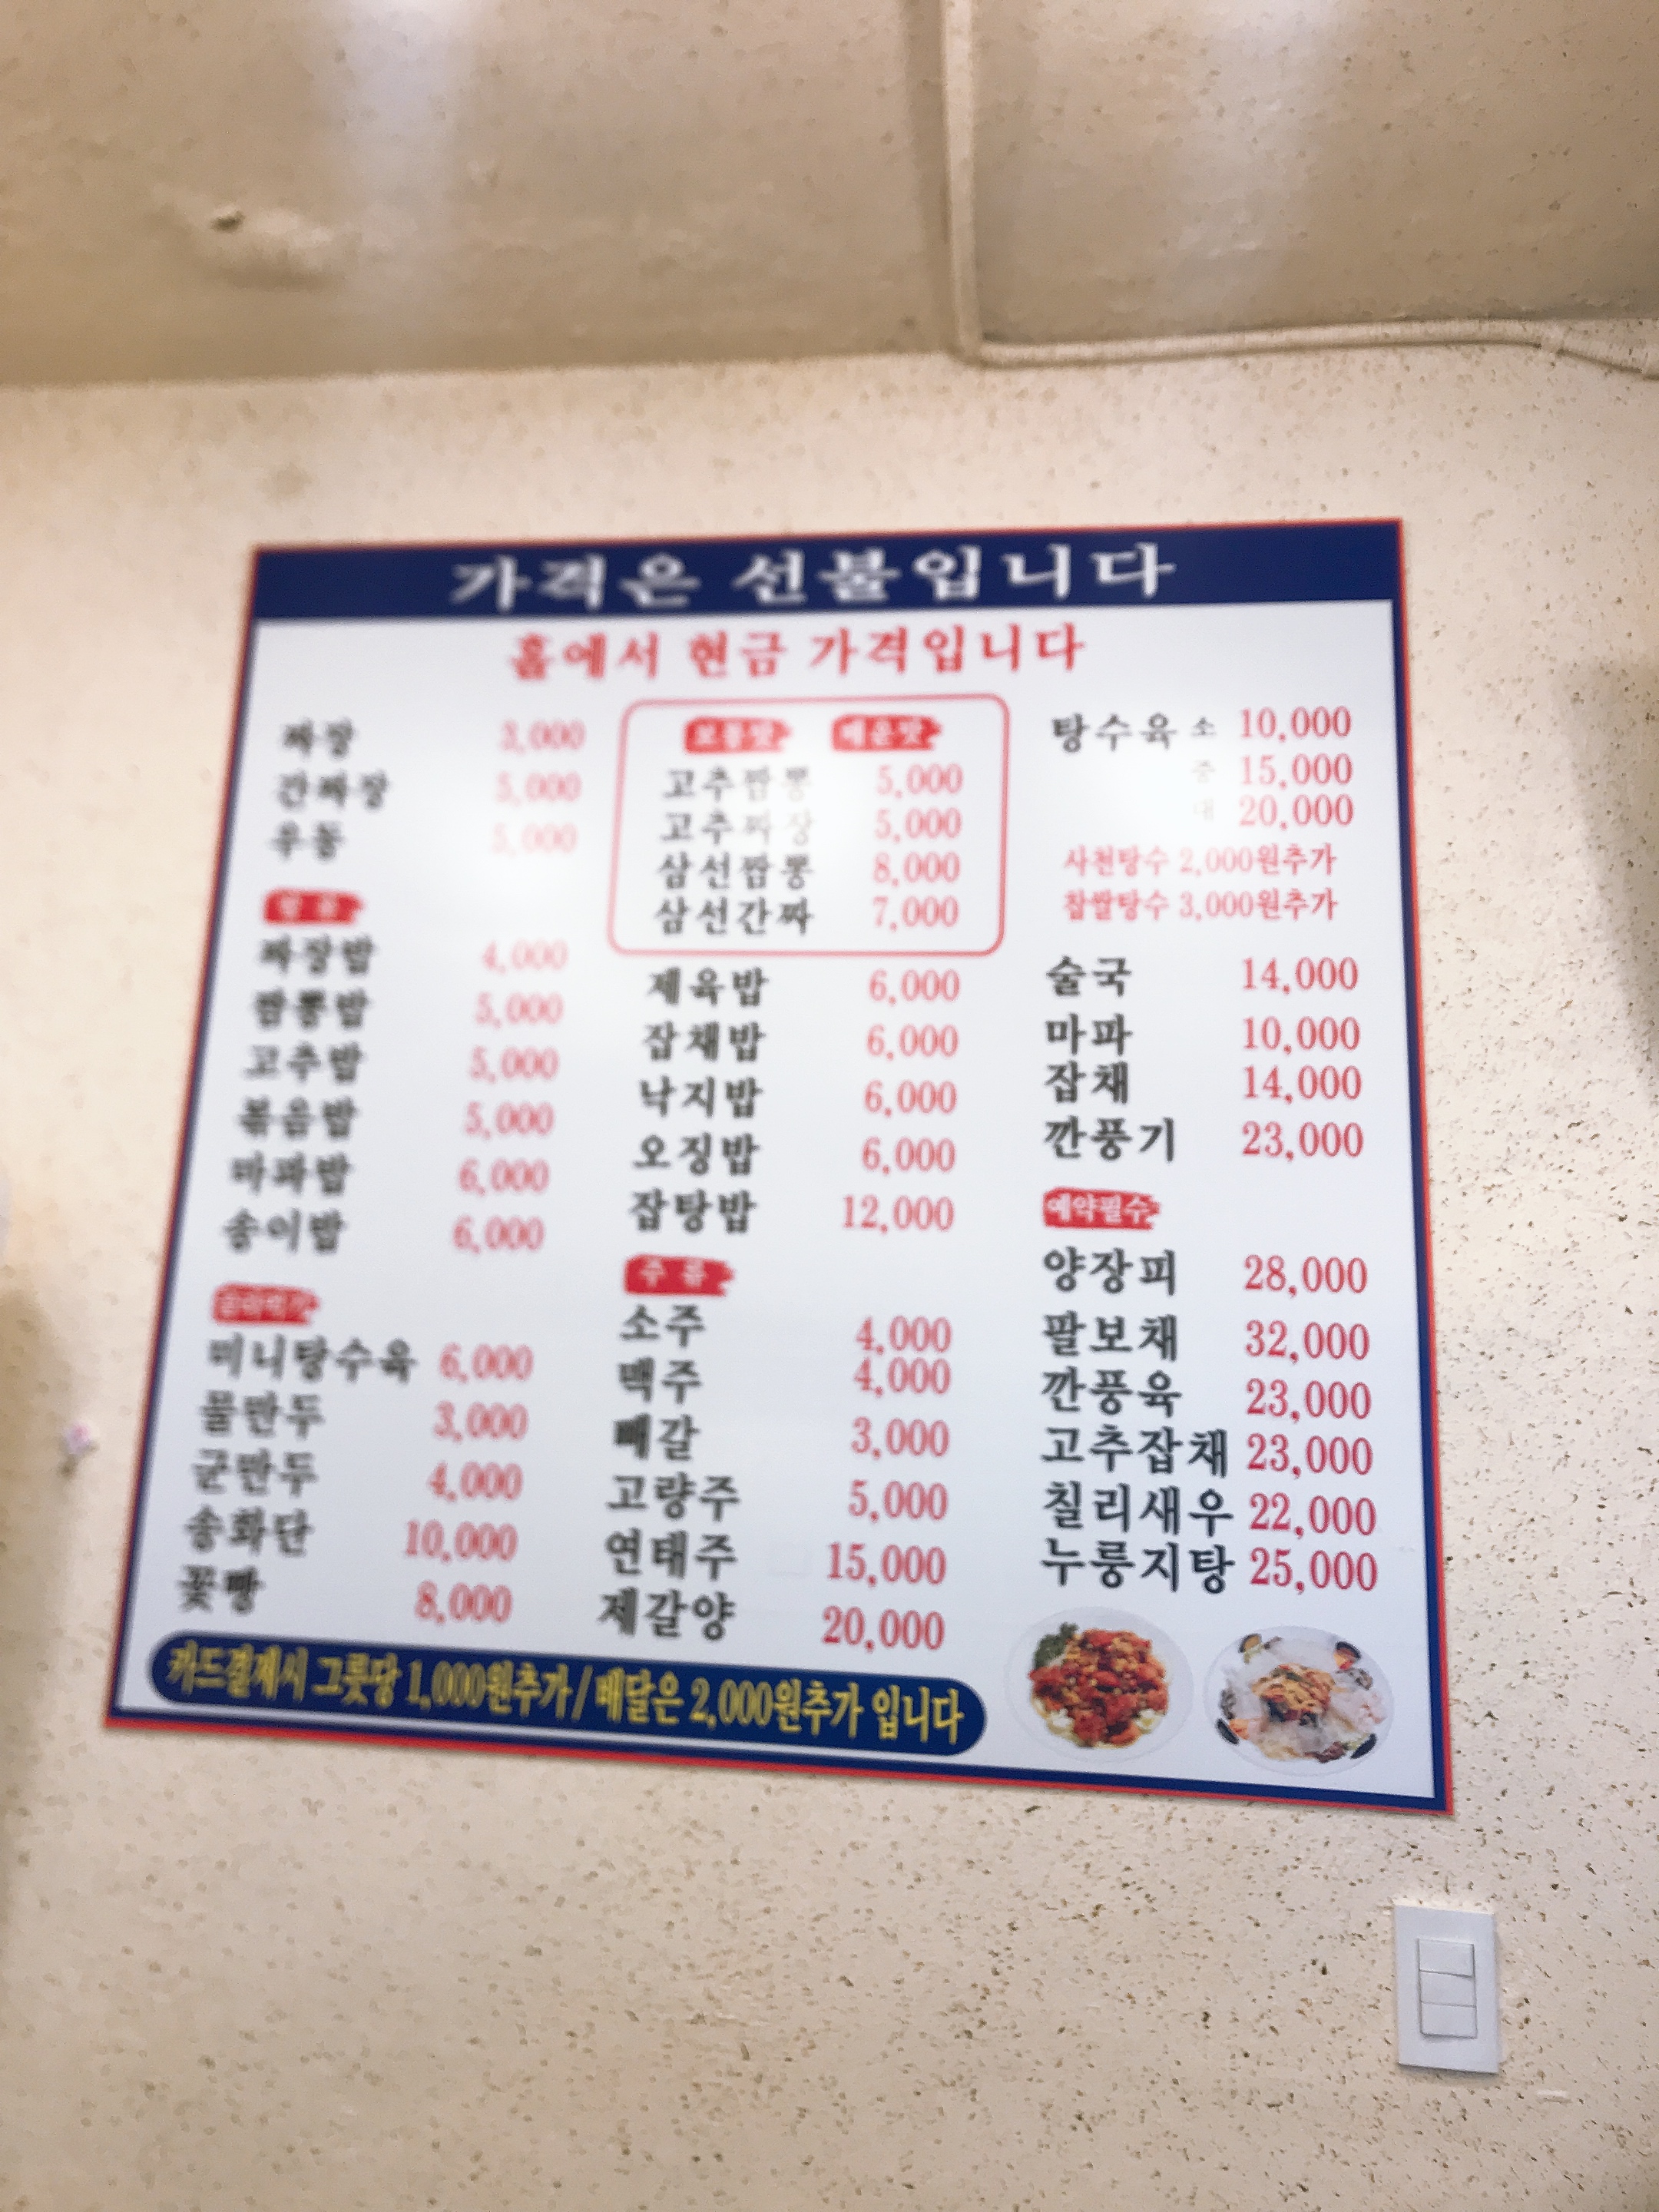 가격은 선불입니다
홀에서 현금 가격입니다
짜장 3,000
간짜장 5,000
우동 5,000
짜장밥 4,000
짬뽕밥 5,000
고추밥 5,000
볶음밥 5,000
마파밥 6,000
송이밥 6,000
미니탕수육 6,000
물만두 3,000
군만두 4,000
송화단 10,000
꽃빵 8,000
보통맛 매운맛
고추짬뽕 5,000
고추짜장 5,000
삼선짬뽕 8,000
삼선간짜 7,000
제육밥 6,000
잡채밥 6,000
낙지밥 6,000
오징밥 6,000
잡탕밥 12,000
주 류
소주 4,000
맥주 4,000
빼갈 3,000
고량주 5,000
연태주 15,000
제갈양 20,000
탕수육 소 10,000
중 15,000
대 20,000
사천탕수 2,000원추가
찹쌀탕수 3,000원추가
술국 14,000
마파 10,000
잡채 14,000
깐풍기 23,000
예약필수
양장피 28,000
팔보채 32,000
깐풍육 23,000
고추잡채 23,000
칠리새우 22,000
누룽지탕 25,000
카드결제시 그릇당 1,000원추가/배달은 2,000원추가 입니다